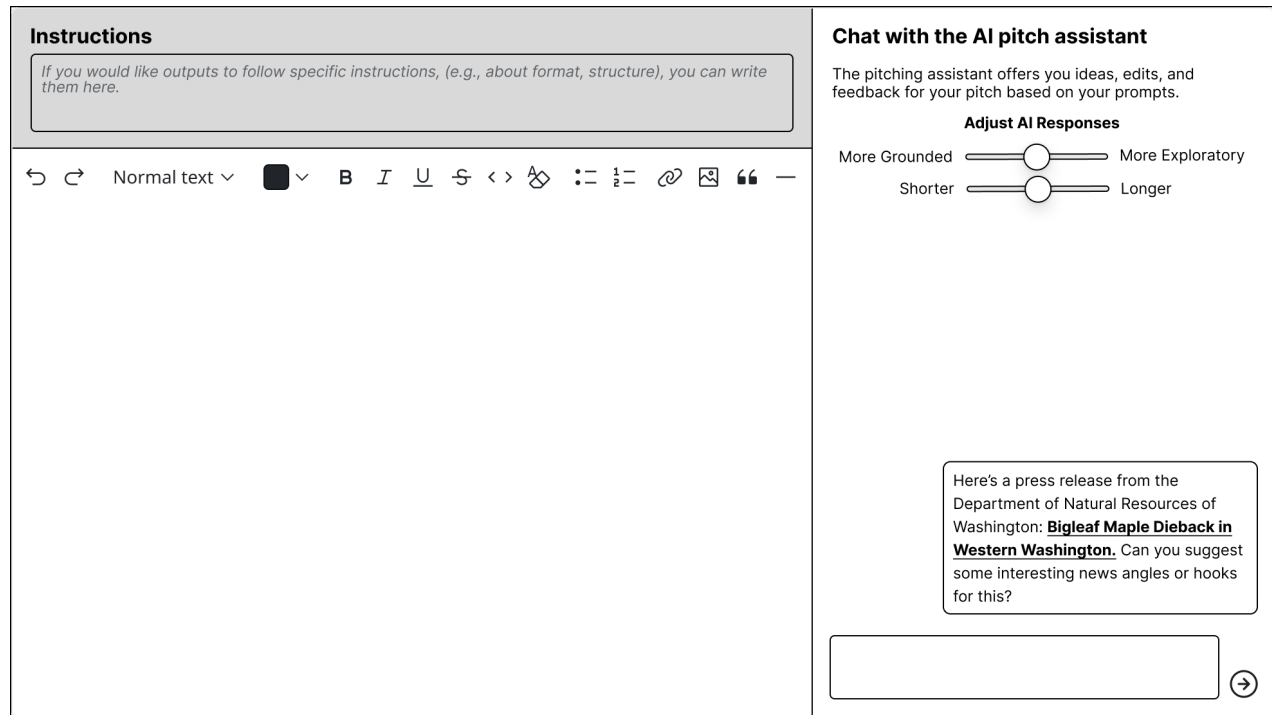 Instructions
If you would like outputs to follow specific instructions, (e.g., about format, structure), you can write
them here.
Normal text
B I U S
Chat with the AI pitch assistant
The pitching assistant offers you ideas, edits, and
feedback for your pitch based on your prompts.
Adjust AI Responses
More Grounded More Exploratory
Shorter Longer
Here’s a press release from the
Department of Natural Resources of
Washington: Bigleaf Maple Dieback in
Western Washington. Can you suggest
some interesting news angles or hooks
for this?